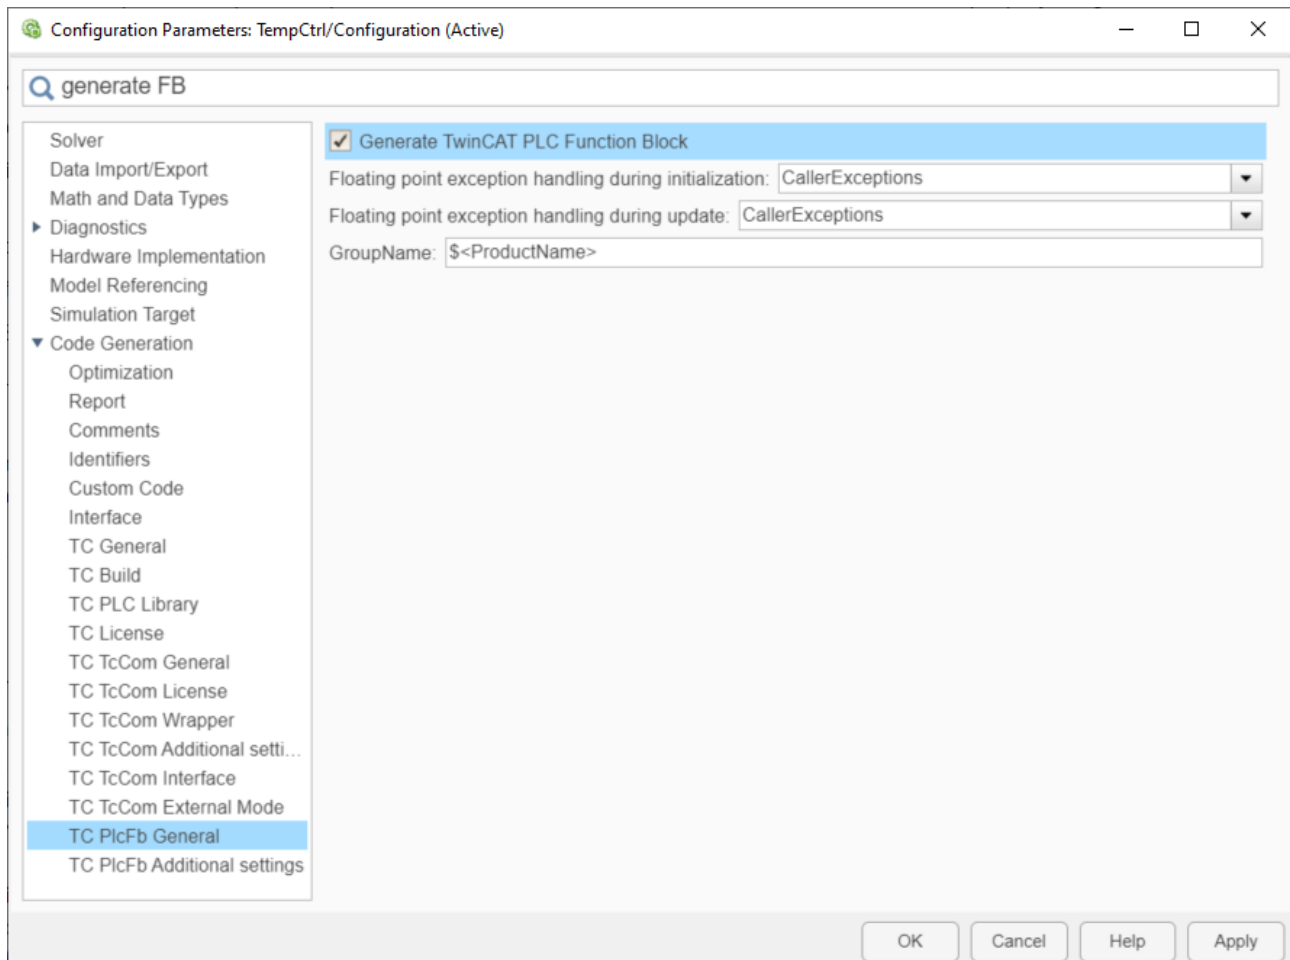 Configuration Parameters: TempCtrl/Configuration (Active)
generate FB
Solver
Data Import/Export
Math and Data Types
Diagnostics
Hardware Implementation
Model Referencing
Simulation Target
Code Generation
Optimization
Report
Comments
Identifiers
Custom Code
Interface
TC General
TC Build
TC PLC Library
TC License
TC TcCom General
TC TcCom License
TC TcCom Wrapper
TC TcCom Additional setti...
TC TcCom Interface
TC TcCom External Mode
TC PlcFb General
TC PlcFb Additional settings
Generate TwinCAT PLC Function Block
Floating point exception handling during initialization: CallerExceptions
Floating point exception handling during update: CallerExceptions
GroupName: $<ProductName>
OK Cancel Help Apply